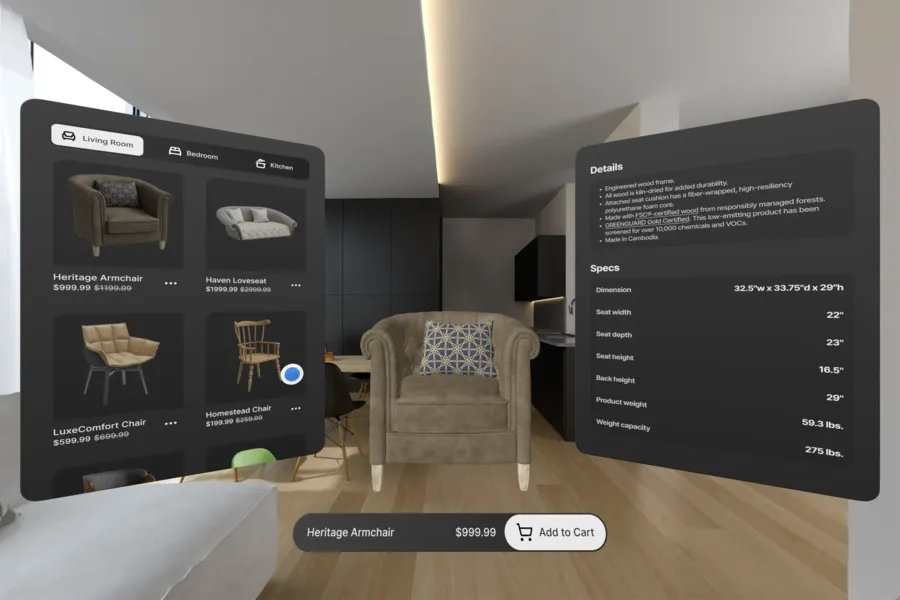 Living Room
Bedroom
Kitchen
Heritage Armchair
$999.99 $1199.99
Haven Loveseat
$1999.99 $2999.99
LuxeComfort Chair
$599.99 $699.99
Homestead Chair
$199.99 $259.99
Details
• Engineered wood frame.
• All wood is kiln-dried for added durability.
• Attached seat cushion has a fiber-wrapped, high-resiliency
polyurethane foam core.
• Made with FSC®-certified wood from responsibly managed forests.
• GREENGUARD Gold Certified. This low-emitting product has been
screened for over 10,000 chemicals and VOCs.
• Made in Cambodia.
Specs
Dimension 32.5"w x 33.75"d x 29"h
Seat width 22"
Seat depth 23"
Seat height 16.5"
Back height 29"
Product weight 59.3 lbs.
Weight capacity 275 lbs.
Heritage Armchair $999.99 Add to Cart